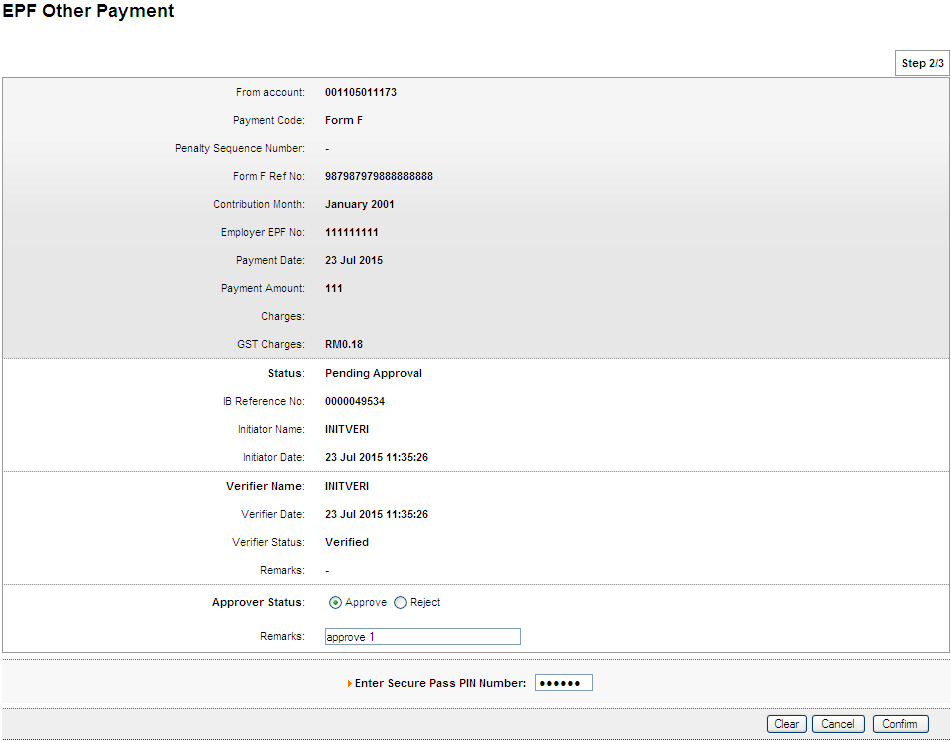 EPF Other Payment
Step 2/3
From account: 001105011173
Payment Code: Form F
Penalty Sequence Number: -
Form F Ref No: 987987979888888888
Contribution Month: January 2001
Employer EPF No: 111111111
Payment Date: 23 Jul 2015
Payment Amount: 111
Charges:
GST Charges: RM0.18
Status: Pending Approval
IB Reference No: 0000049534
Initiator Name: INITVERI
Initiator Date: 23 Jul 2015 11:35:26
Verifier Name: INITVERI
Verifier Date: 23 Jul 2015 11:35:26
Verifier Status: Verified
Remarks: -
Approver Status: Approve Reject
Remarks: approve 1
Enter Secure Pass PIN Number: ●●●●●●
Clear Cancel Confirm